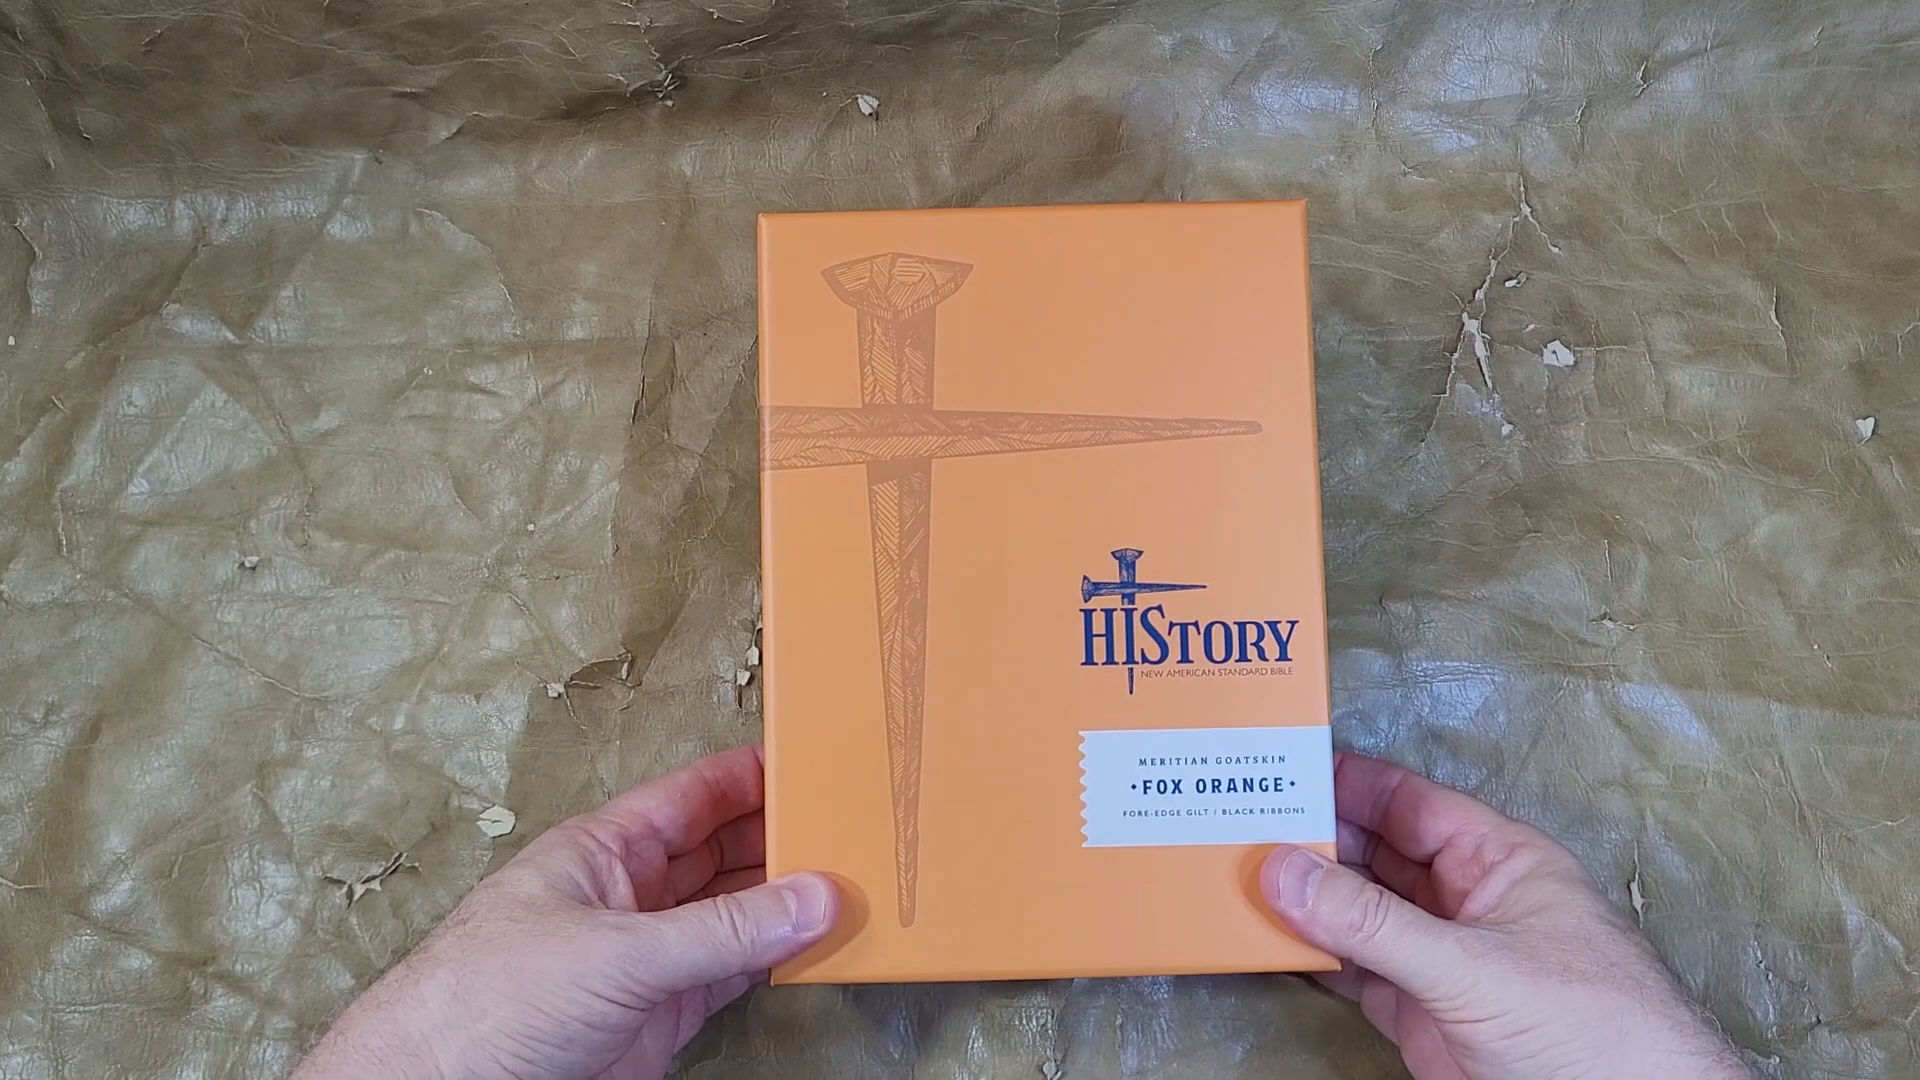 HISTORY
NEW AMERICAN STANDARD BIBLE
MERITIAN GOATSKIN
•FOX ORANGE•
FORE-EDGE GILT / BLACK RIBBONS